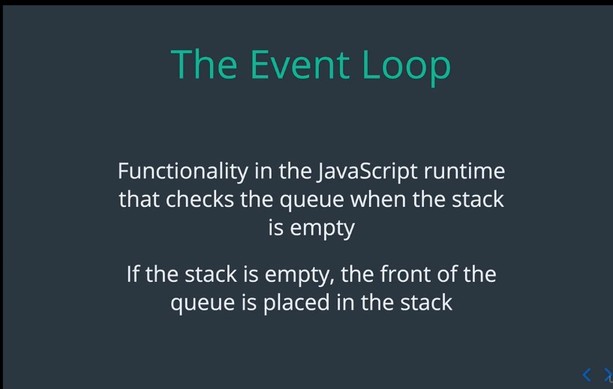 The Event Loop
Functionality in the JavaScript runtime
that checks the queue when the stack
is empty
If the stack is empty, the front of the
queue is placed in the stack